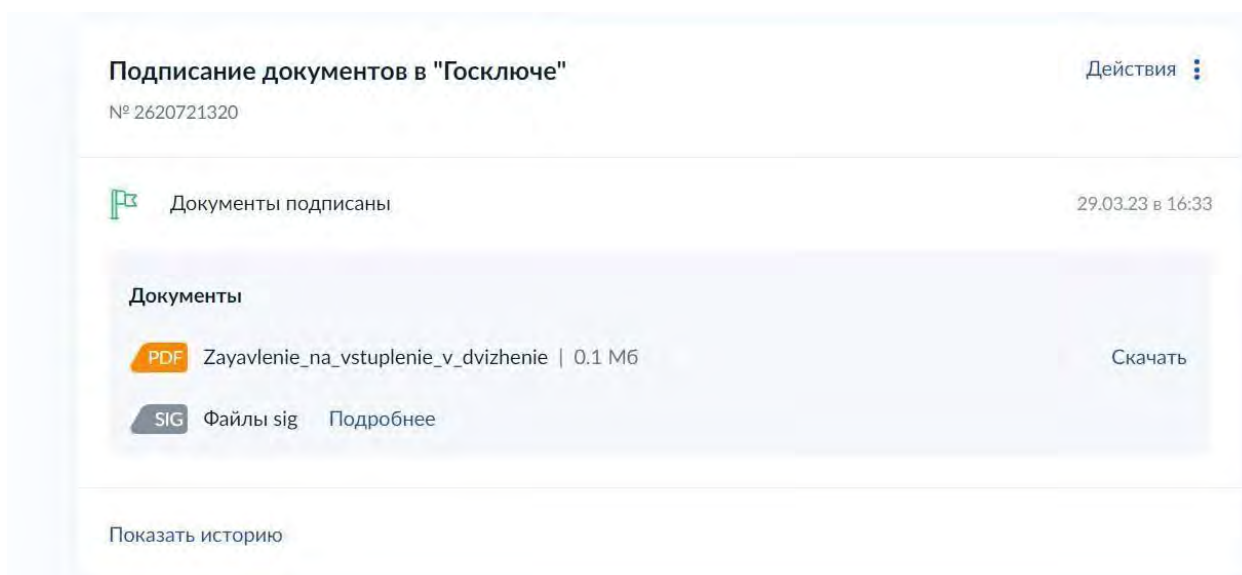 Подписание документов в "Госключе"
Действия
№ 2620721320
Документы подписаны
29.03.23 в 16:33
Документы
PDF Zayavlenie_na_vstuplenie_v_dvizhenie | 0.1 Мб
Скачать
SIG Файлы sig Подробнее
Показать историю